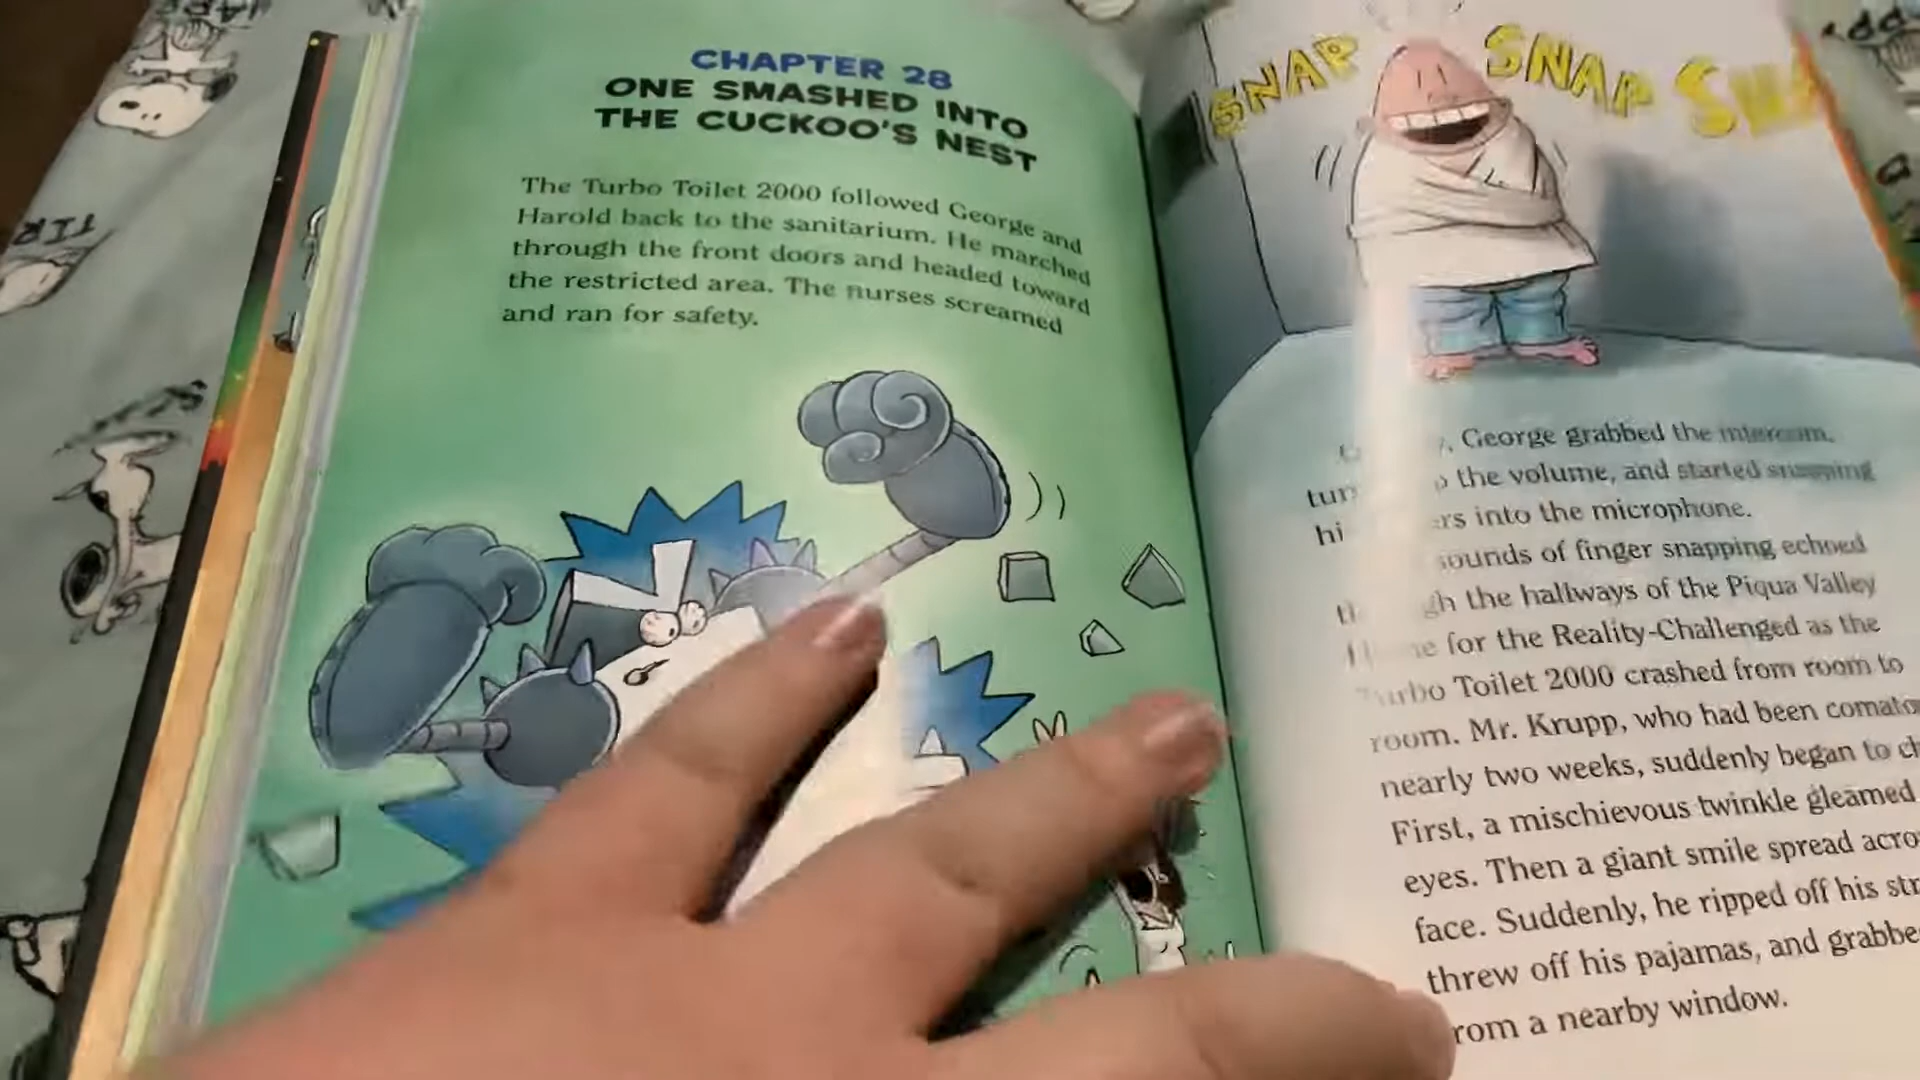 CHAPTER 28
ONE SMASHED INTO
THE CUCKOO'S NEST
The Turbo Toilet 2000 followed George and
Harold back to the sanitarium. He marched
through the front doors and headed toward
the restricted area. The nurses screamed
and ran for safety.
SNAP SNAP
George grabbed the intercom,
the volume, and started snapping
into the microphone.
sounds of finger snapping echoed
the hallways of the Piqua Valley
for the Reality-Challenged as the
Turbo Toilet 2000 crashed from room to
room. Mr. Krupp, who had been
nearly two weeks, suddenly began to
First, a mischievous twinkle gleamed
eyes. Then a giant smile spread
face. Suddenly, he ripped off his
threw off his pajamas, and
from a nearby window.